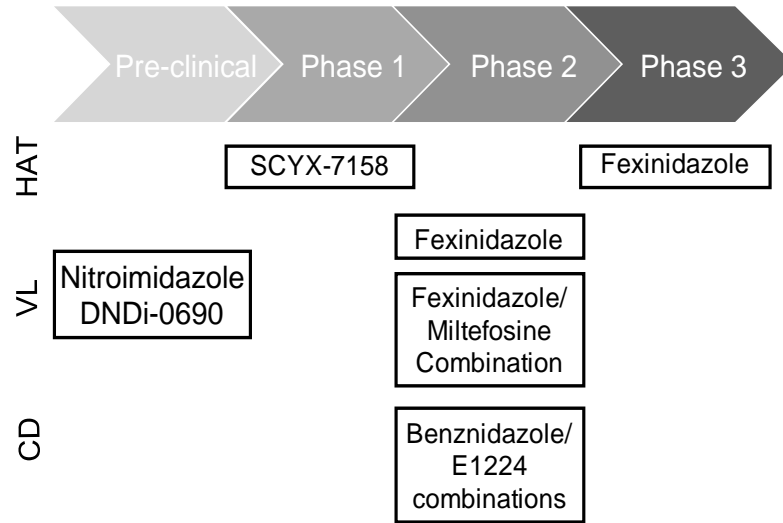 Pre-clinical
Phase 1
Phase 2
Phase 3
HAT
SCYX-7158
Fexinidazole
VL
Nitroimidazole
DNDi-0690
Fexinidazole
Fexinidazole/
Miltefosine
Combination
CD
Benznidazole/
E1224
combinations